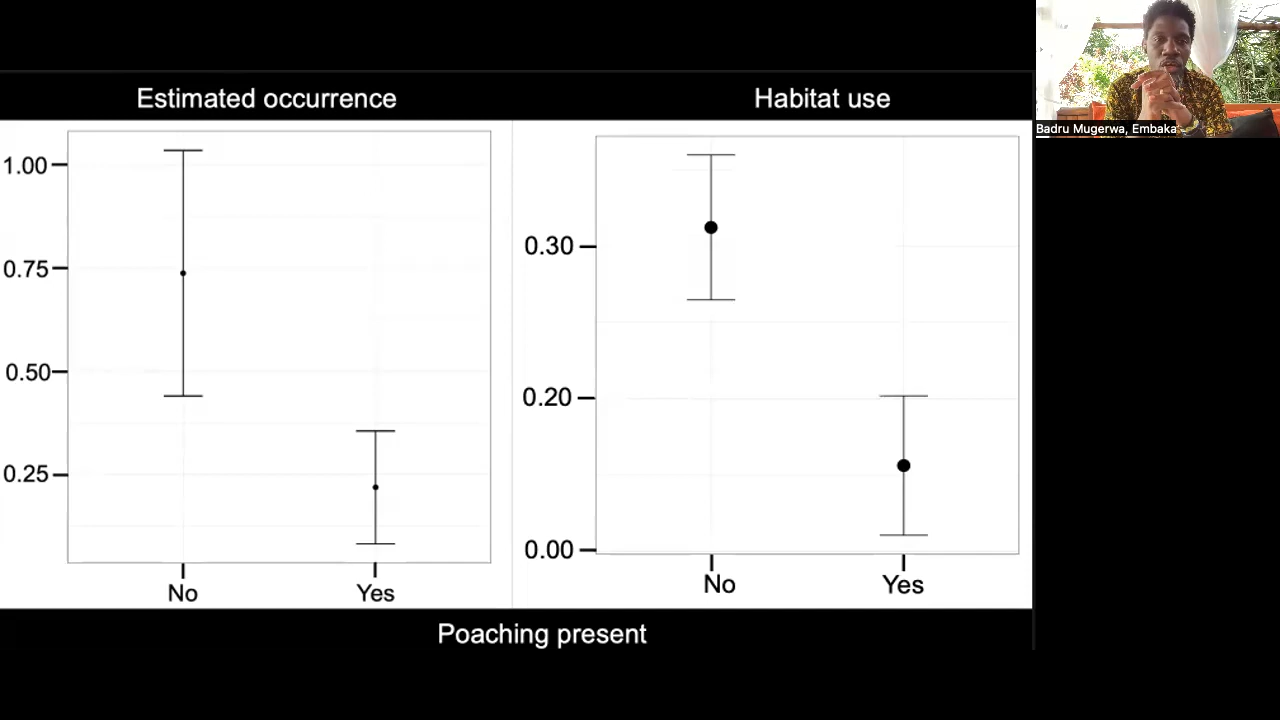 Estimated occurrence
1.00
0.75
0.50
0.25
No
Yes
Habitat use
0.30
0.20
0.00
No
Yes
Poaching present
Badru Mugerwa, Embaka